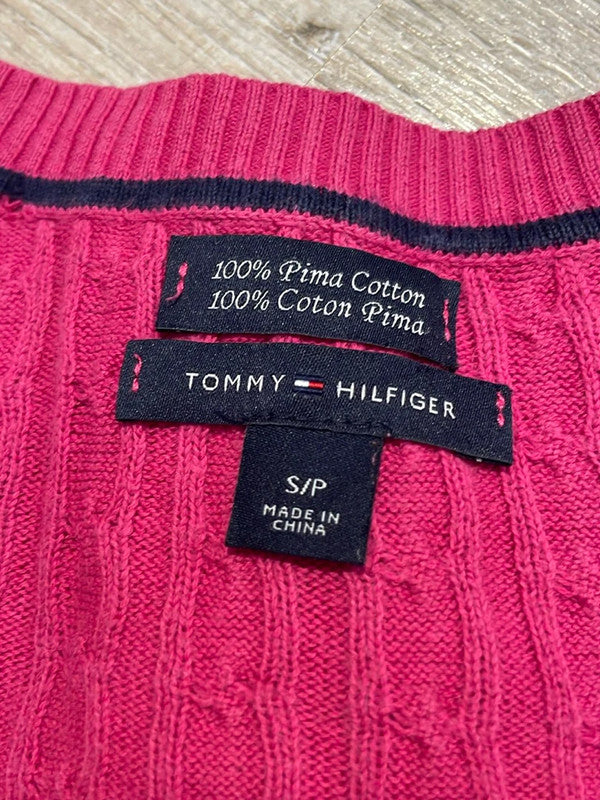 100% Pima Cotton
100% Coton Pima
TOMMY HILFIGER
S/P
MADE IN
CHINA